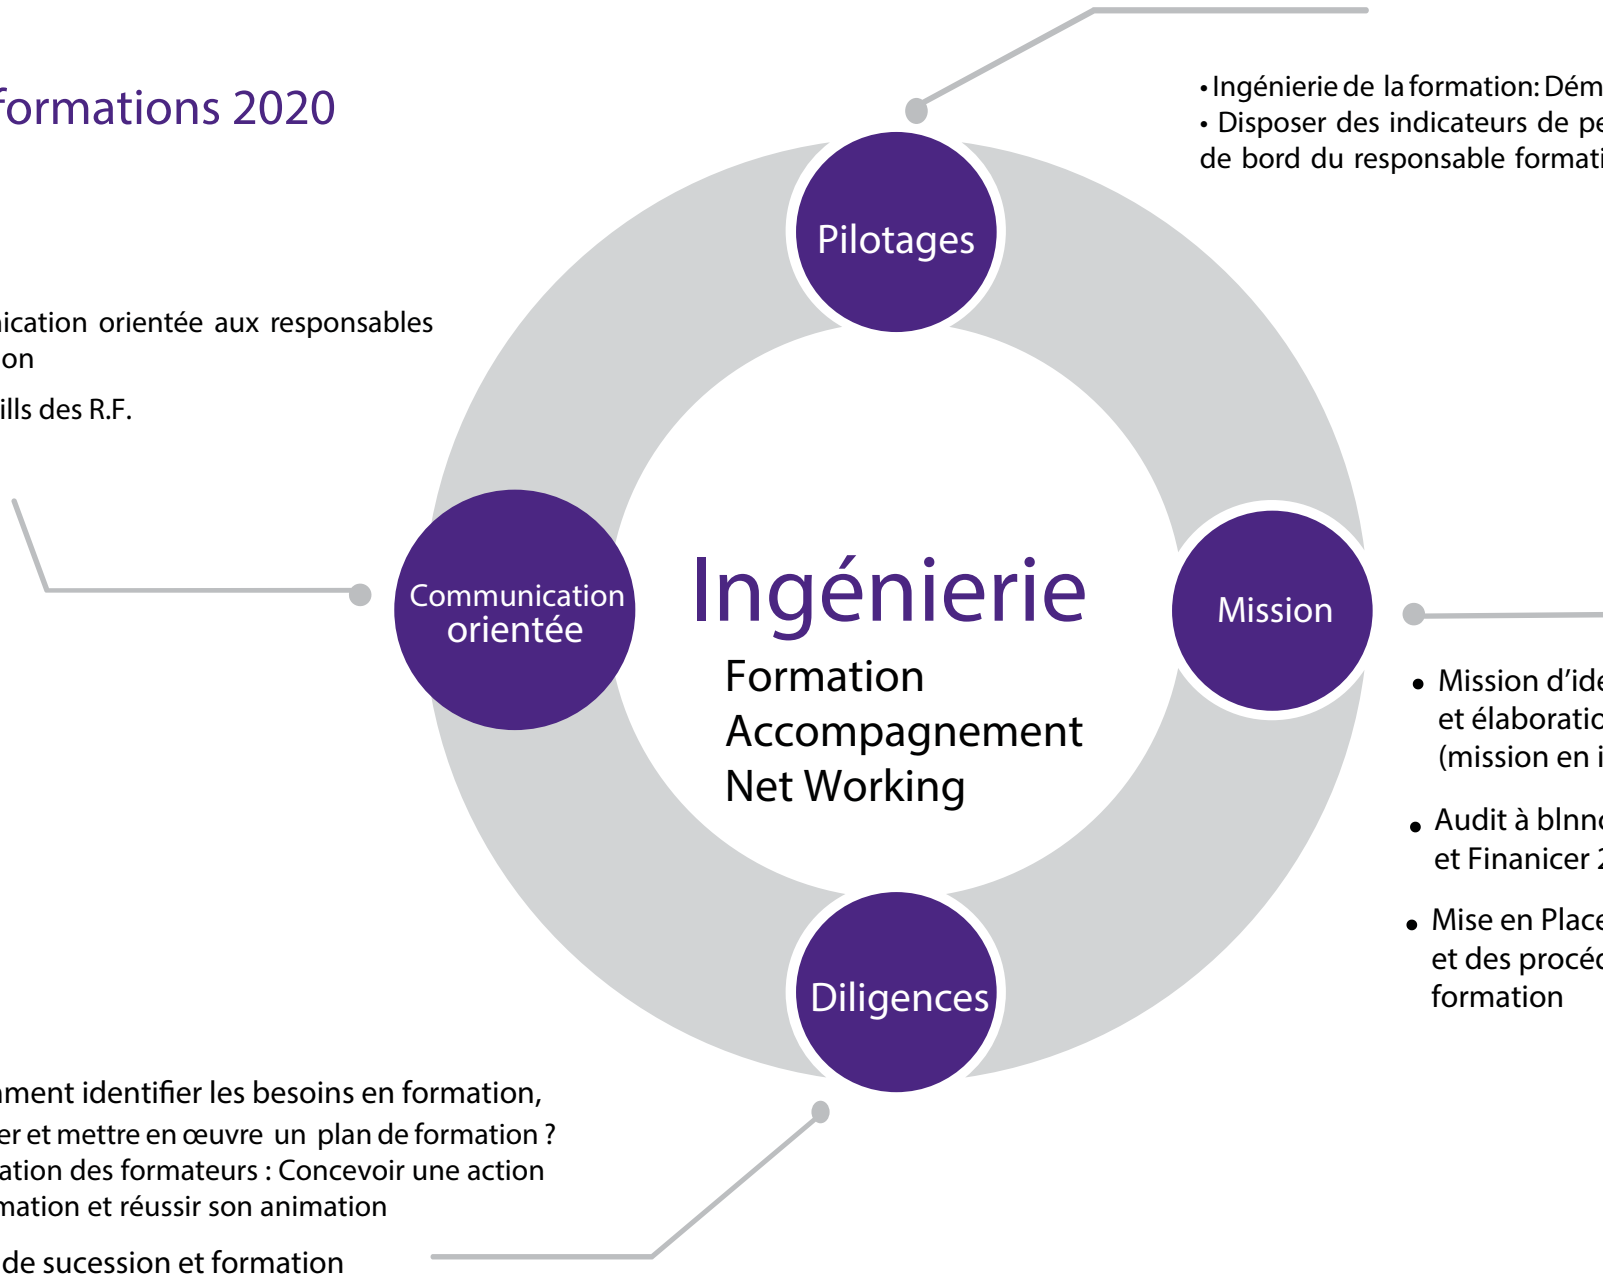 formations 2020
• Ingénierie de la formation: Dém
• Disposer des indicateurs de pe
de bord du responsable formati
Pilotages
ication orientée aux responsables
on
ills des R.F.
Communication
orientée
Ingénierie
Formation
Accompagnement
Net Working
Mission
• Mission d’ide
et élaboratio
(mission en i
• Audit à blnno
et Finanicer 2
• Mise en Place
et des procéd
formation
Diligences
ment identifier les besoins en formation,
er et mettre en œuvre un plan de formation ?
ation des formateurs : Concevoir une action
mation et réussir son animation
de sucession et formation